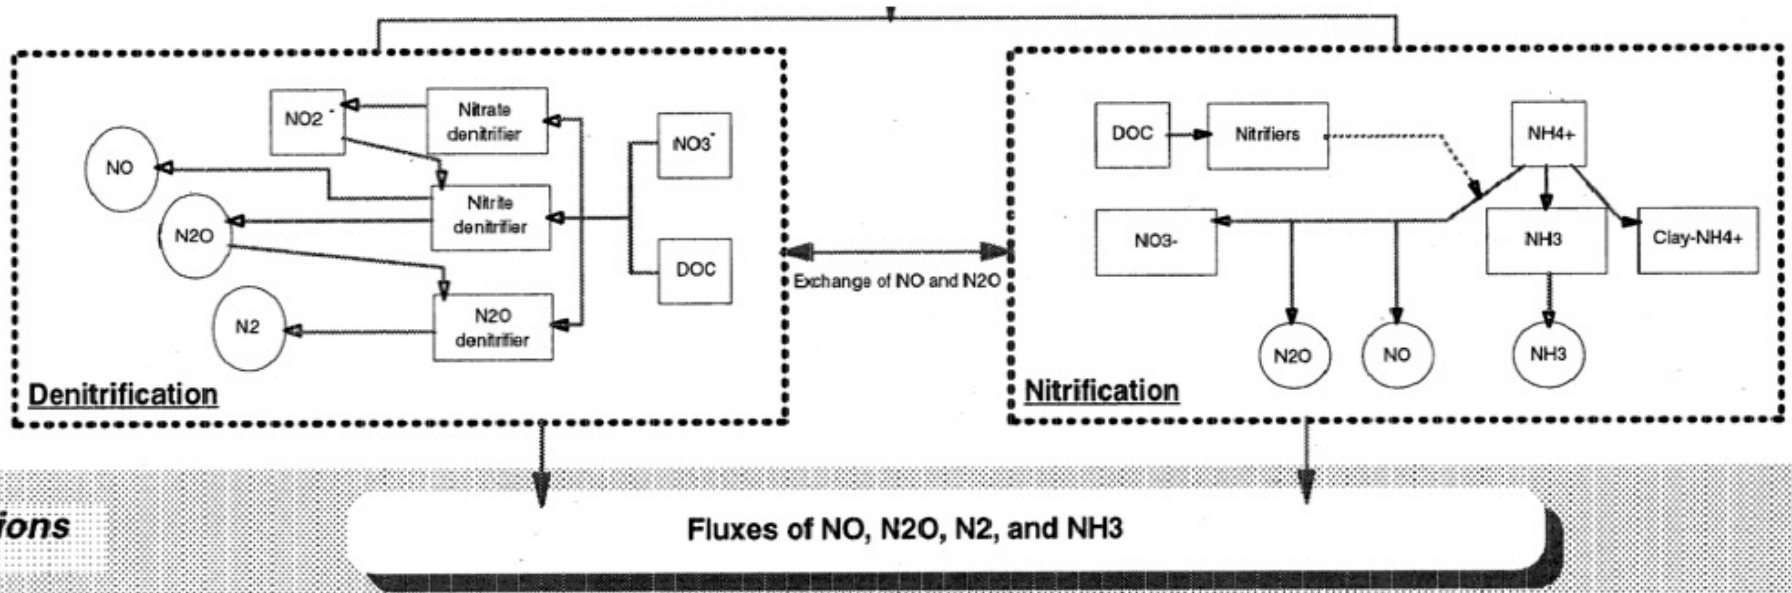 NO2-
Nitrate
denitrifier
NO3-
NO
Nitrite
denitrifier
N2O
DOC
N2O
denitrifier
N2
Denitrification
Exchange of NO and N2O
DOC
Nitrifiers
NH4+
NO3-
NH3
Clay-NH4+
N2O
NO
NH3
Nitrification
ions
Fluxes of NO, N2O, N2, and NH3